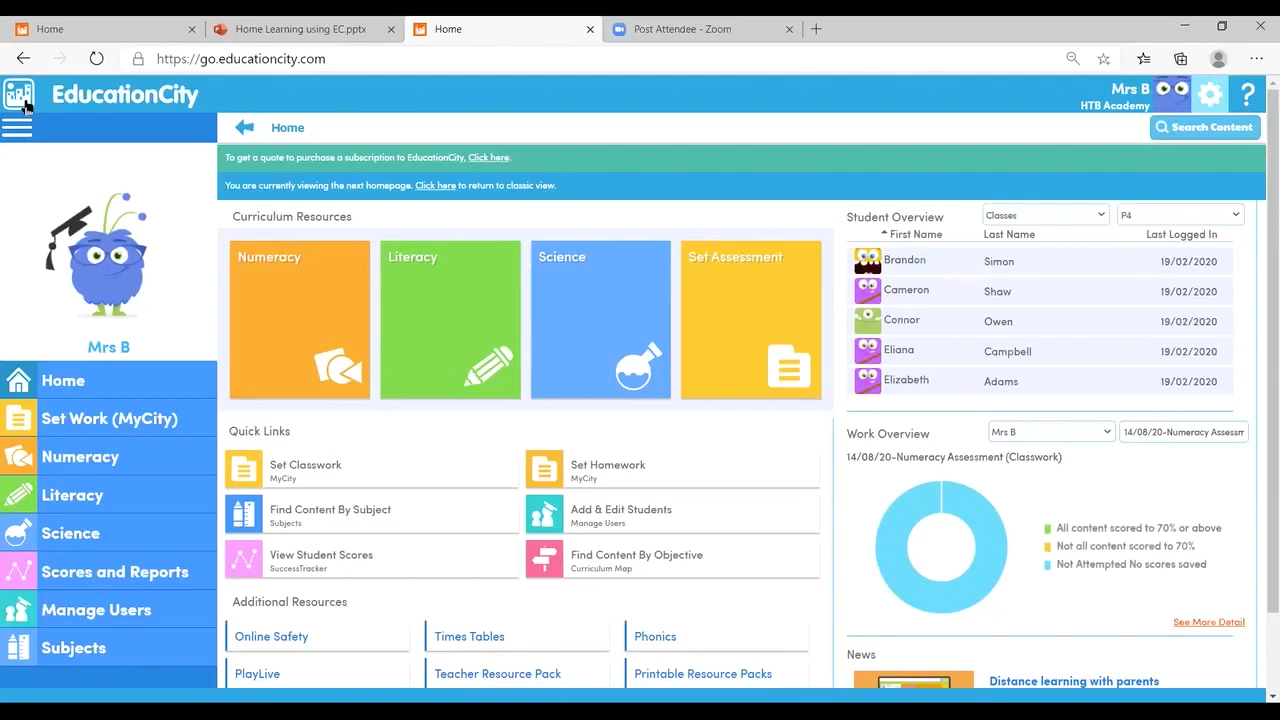 Home
Home Learning using EC.pptx
Home
Post Attendee - Zoom
https://go.educationcity.com
EducationCity
Mrs B
HTB Academy
?
Home
Search Content
To get a quote to purchase a subscription to EducationCity, Click here.
You are currently viewing the next homepage. Click here to return to classic view.
Mrs B
Home
Set Work (MyCity)
Numeracy
Literacy
Science
Scores and Reports
Manage Users
Subjects
Curriculum Resources
Numeracy
Literacy
Science
Set Assessment
Quick Links
Set Classwork
MyCity
Set Homework
MyCity
Find Content By Subject
Subjects
Add & Edit Students
Manage Users
View Student Scores
SuccessTracker
Find Content By Objective
Curriculum Map
Additional Resources
Online Safety
Times Tables
Phonics
PlayLive
Teacher Resource Pack
Printable Resource Packs
Student Overview
Classes
P4
First Name Last Name Last Logged In
Brandon Simon 19/02/2020
Cameron Shaw 19/02/2020
Connor Owen 19/02/2020
Eliana Campbell 19/02/2020
Elizabeth Adams 19/02/2020
Work Overview
Mrs B
14/08/20-Numeracy Assessm
14/08/20-Numeracy Assessment (Classwork)
All content scored to 70% or above
Not all content scored to 70%
Not Attempted No scores saved
See More Detail
News
Distance learning with parents